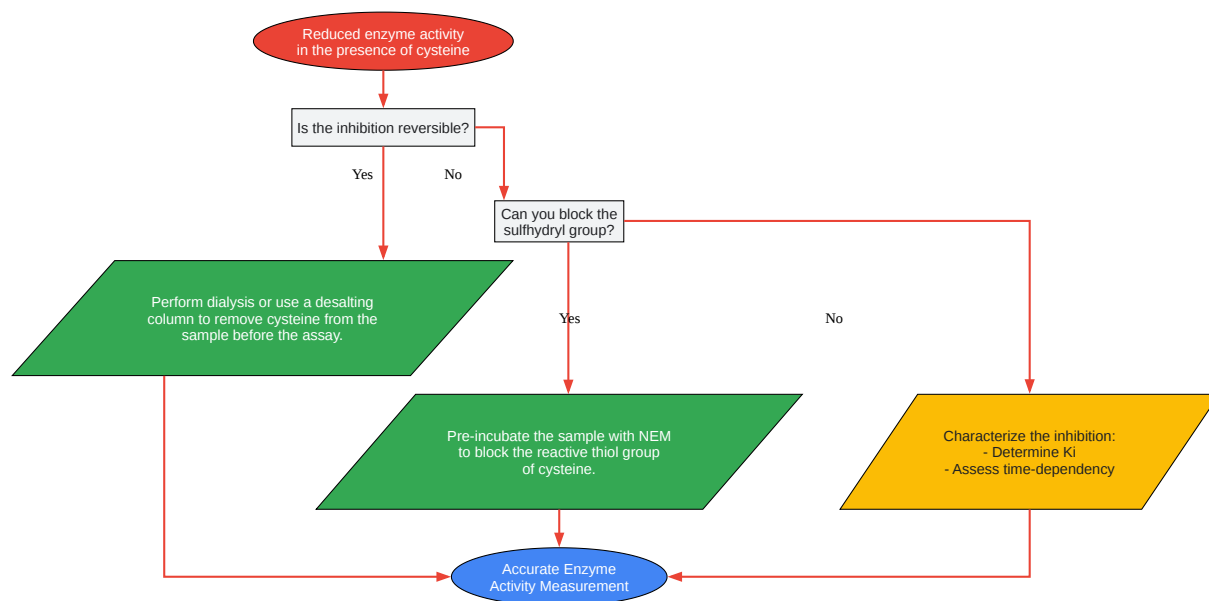 Reduced enzyme activity
in the presence of cysteine
Is the inhibition reversible?
Yes
No
Can you block the
sulfhydryl group?
Perform dialysis or use a desalting
column to remove cysteine from the
sample before the assay.
Yes
No
Pre-incubate the sample with NEM
to block the reactive thiol group
of cysteine.
Characterize the inhibition:
- Determine Ki
- Assess time-dependency
Accurate Enzyme
Activity Measurement